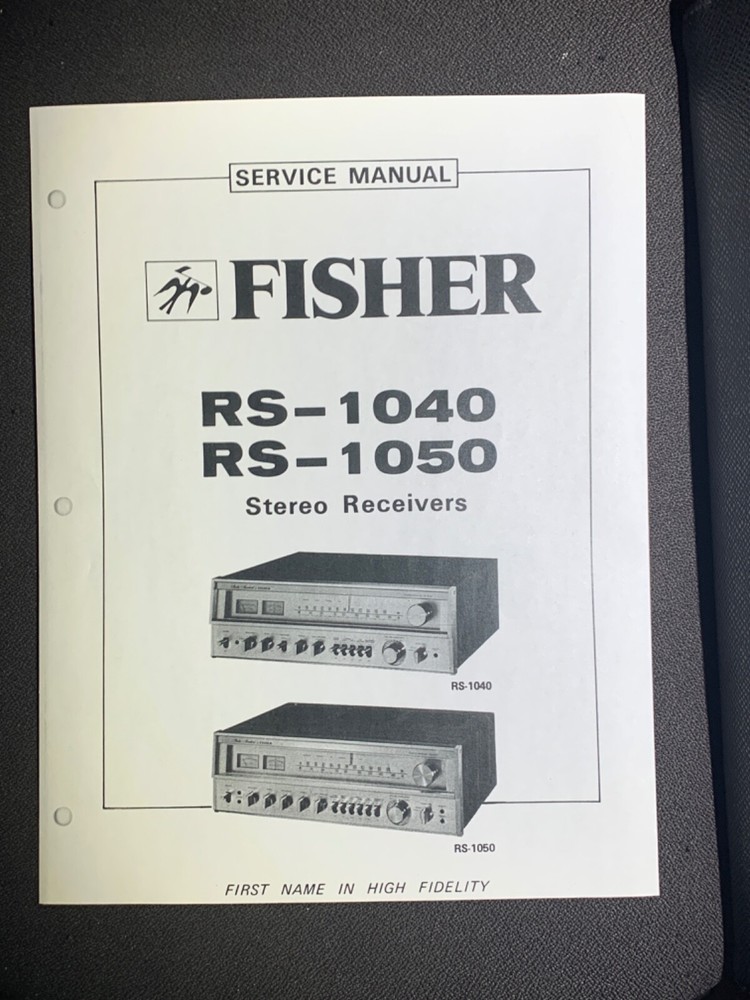 SERVICE MANUAL
FISHER
RS-1040
RS-1050
Stereo Receivers
RS-1040
RS-1050
FIRST NAME IN HIGH FIDELITY